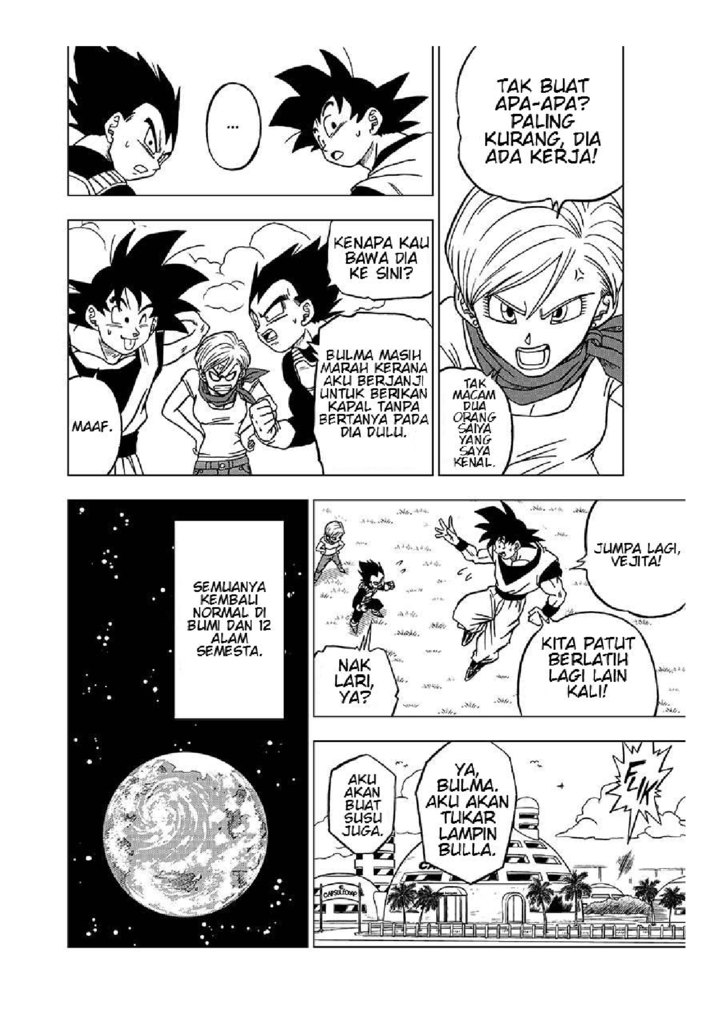 TAK BUAT
APA-APA?
PALING
KURANG, DIA
ADA KERJA!
TAK
MACAM
DUA
ORANG
SAIYA
YANG
SAYA
KENAL.
...
KENAPA KAU
BAWA DIA
KE SINI?
BULMA MASIH
MARAH KERANA
AKU BERJANJI
UNTUK BERIKAN
KAPAL TANPA
BERTANYA PADA
DIA DULU.
MAAF.
JUMPA LAGI,
VEJITA!
KITA PATUT
BERLATIH
LAGI LAIN
KALI!
NAK
LARI,
YA?
FLIK
YA,
BULMA.
AKU AKAN
TUKAR
LAMPIN
BULLA.
AKU
AKAN
BUAT
SUSU
JUGA.
CAPSULECORP
SEMUANYA
KEMBALI
NORMAL DI
BUMI DAN 12
ALAM
SEMESTA.